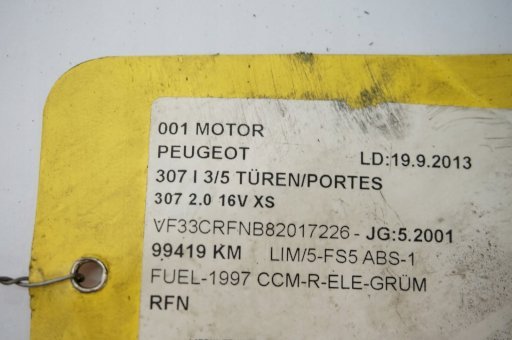 001 MOTOR
PEUGEOT LD:19.9.2013
307 I 3/5 TÜREN/PORTES
307 2.0 16V XS
VF33CRFNB82017226 - JG:5.2001
99419 KM LIM/5-FS5 ABS-1
FUEL-1997 CCM-R-ELE-GRÜM
RFN